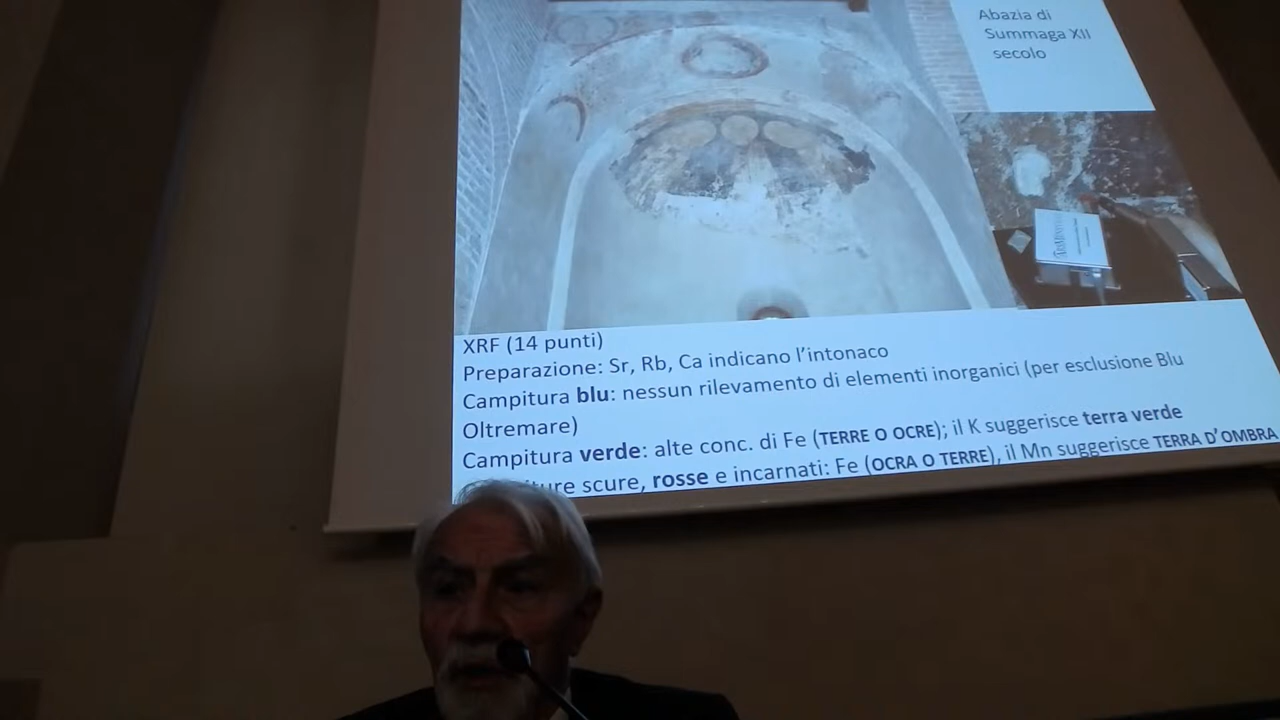 Abazia di
Summaga XII
secolo
XRF (14 punti)
Preparazione: Sr, Rb, Ca indicano l'intonaco
Campitura blu: nessun rilevamento di elementi inorganici (per esclusione Blu
Oltremare)
Campitura verde: alte conc. di Fe (TERRE O OCRE); il K suggerisce terra verde
scure, rosse e incarnati: Fe (OCRA O TERRE), il Mn suggerisce TERRA D'OMBRA